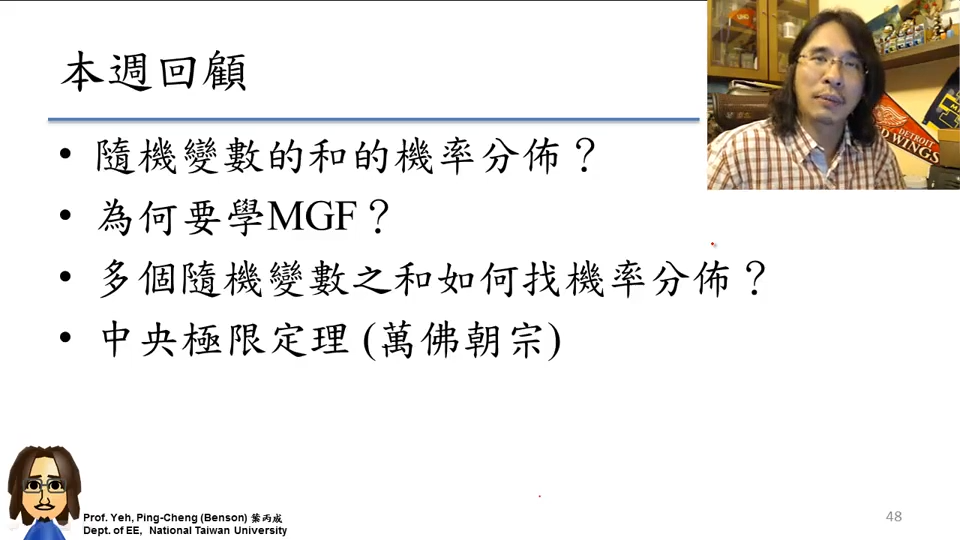 本週回顧
• 隨機變數的和的機率分佈？
• 為何要學MGF？
• 多個隨機變數之和如何找機率分佈？
• 中央極限定理 (萬佛朝宗)
DETROIT
RED WINGS
Prof. Yeh, Ping-Cheng (Benson) 葉丙成
Dept. of EE, National Taiwan University
48